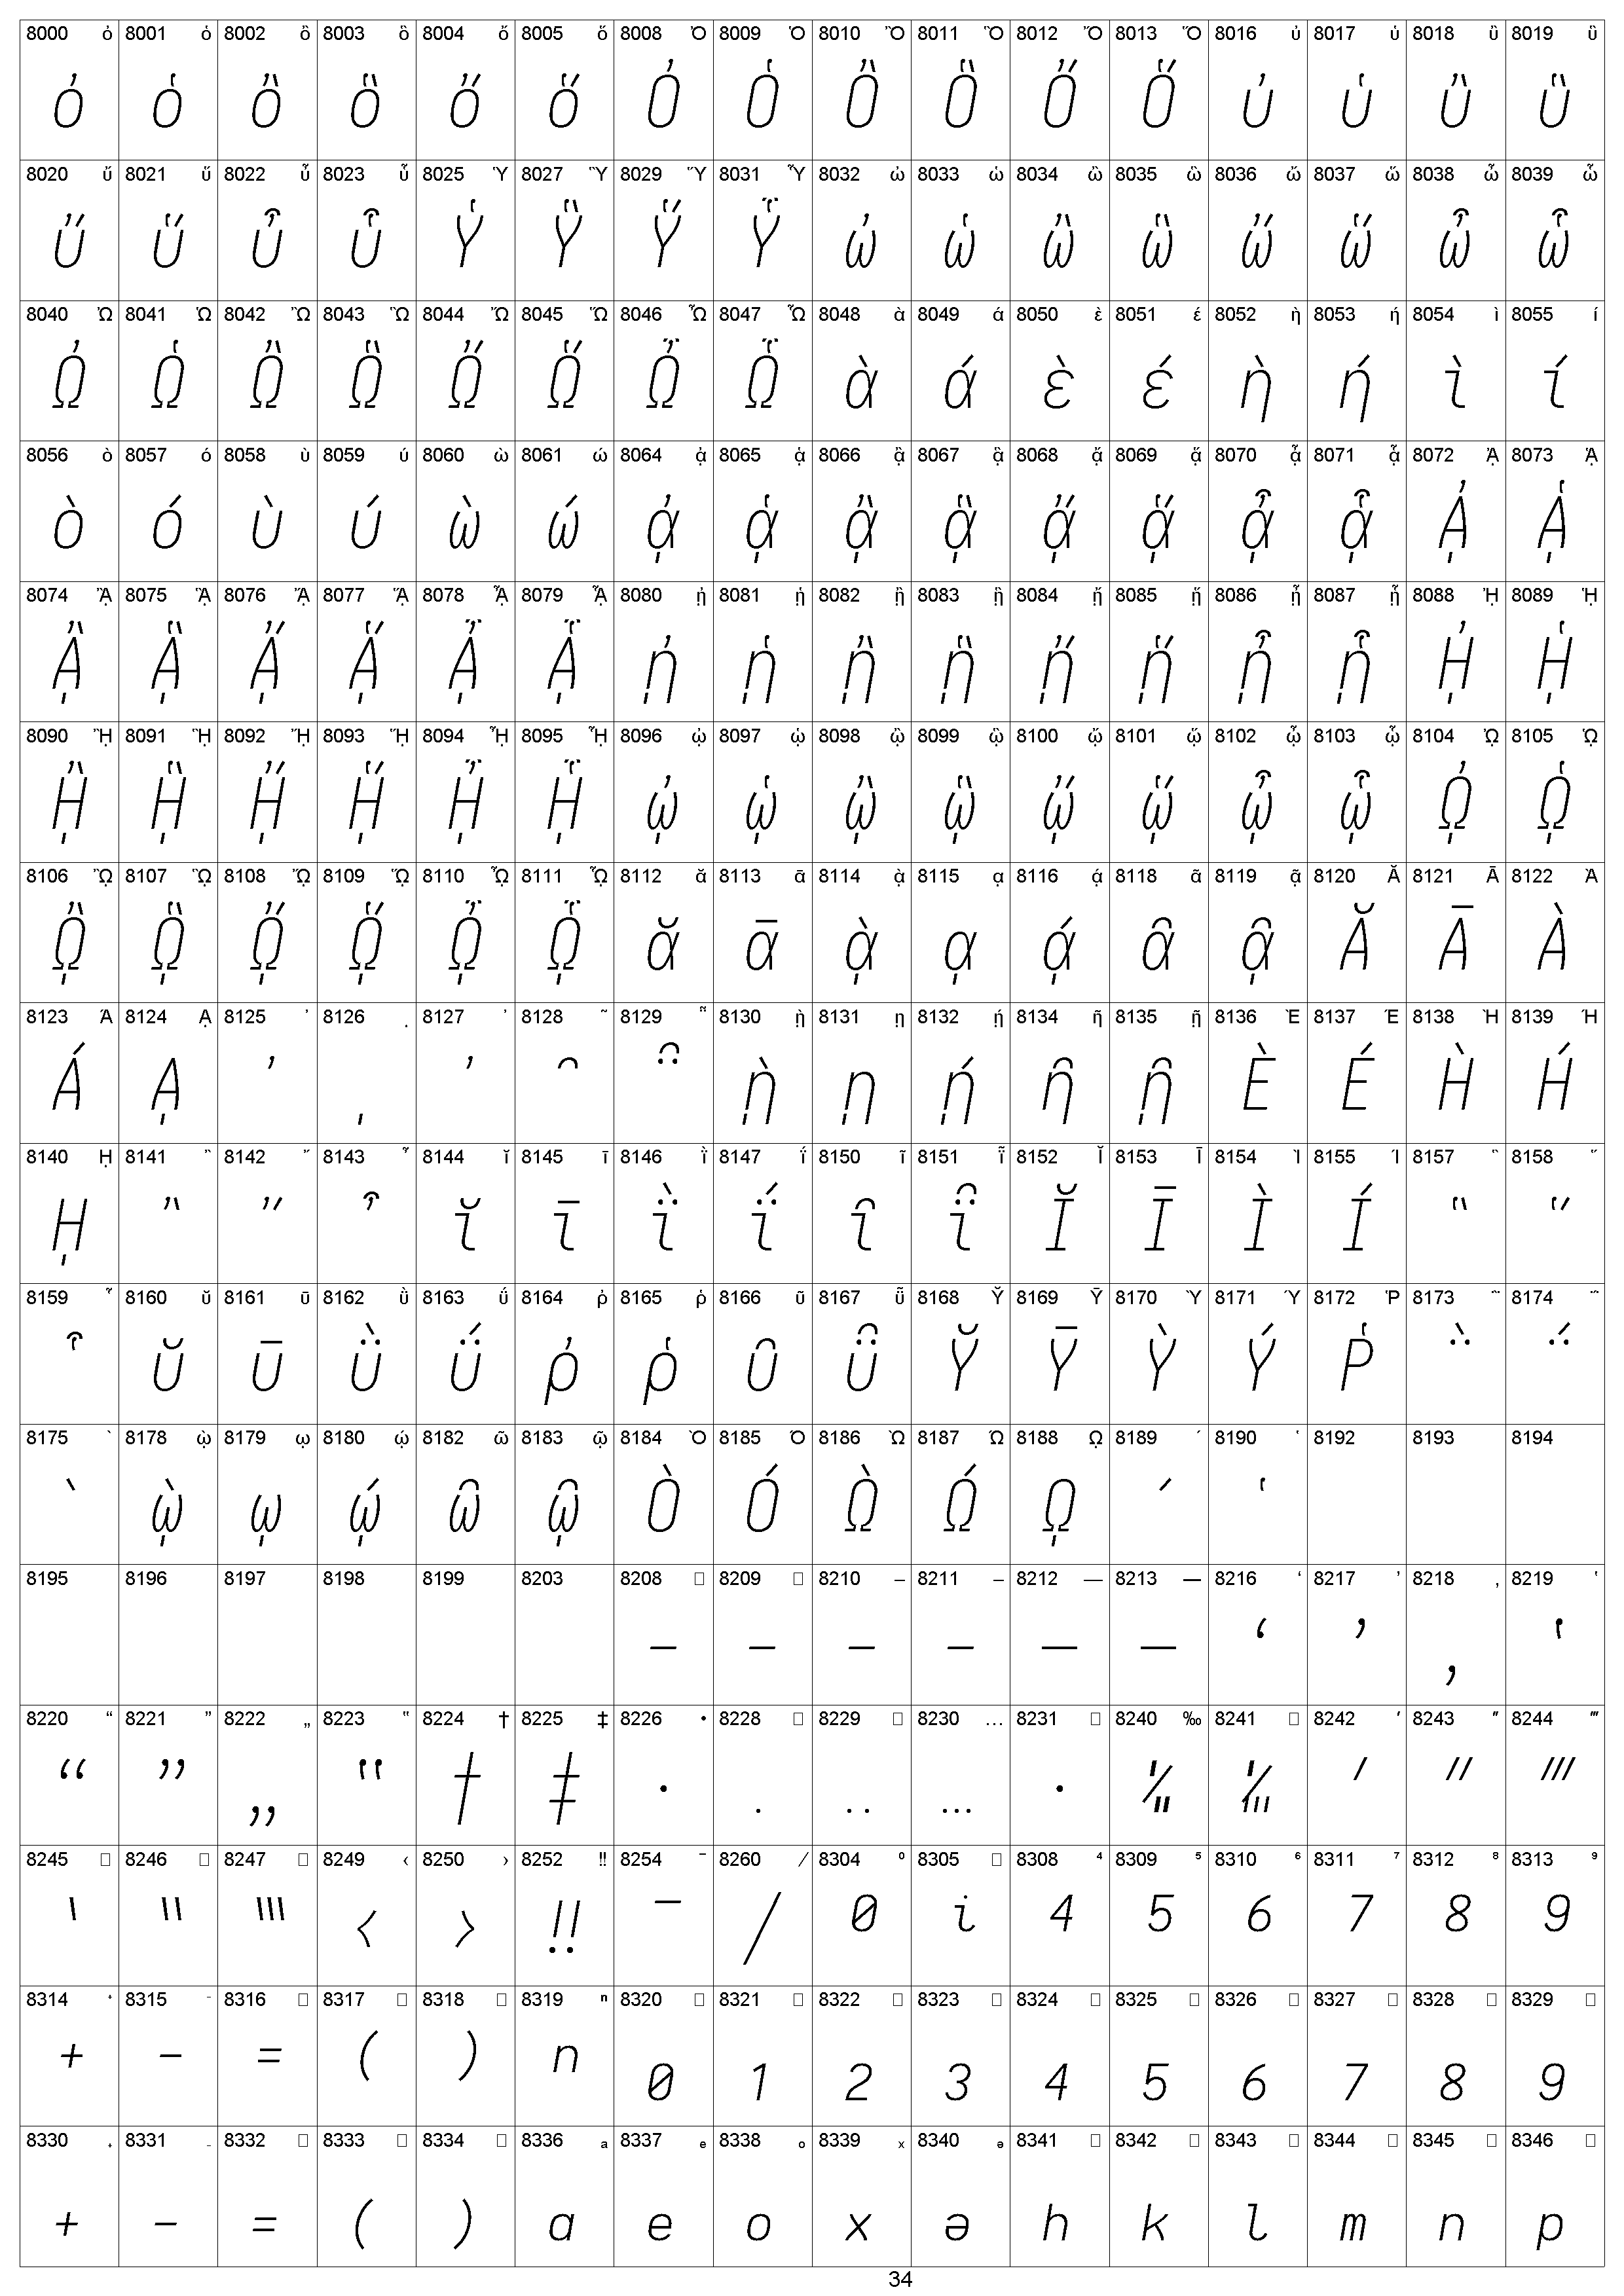 8000 ὀ 8001 ὁ 8002 ὂ 8003 ὃ 8004 ὄ 8005 ὅ 8008 Ὀ 8009 Ὁ 8010 Ὂ 8011 Ὃ 8012 Ὄ 8013 Ὅ 8016 ὐ 8017 ὑ 8018 ὒ 8019 ὓ
ὀ ὁ ὂ ὃ ὄ ὅ Ὀ Ὁ Ὂ Ὃ Ὄ Ὅ ὐ ὑ ὒ ὓ
8020 ὔ 8021 ὕ 8022 ὖ 8023 ὗ 8025 Ὑ 8027 Ὓ 8029 Ὕ 8031 Ὗ 8032 ὠ 8033 ὡ 8034 ὢ 8035 ὣ 8036 ὤ 8037 ὥ 8038 ὦ 8039 ὧ
ὔ ὕ ὖ ὗ Ὑ Ὓ Ὕ Ὗ ὠ ὡ ὢ ὣ ὤ ὥ ὦ ὧ
8040 Ὠ 8041 Ὡ 8042 Ὢ 8043 Ὣ 8044 Ὤ 8045 Ὥ 8046 Ὦ 8047 Ὧ 8048 ὰ 8049 ά 8050 ὲ 8051 έ 8052 ὴ 8053 ή 8054 ὶ 8055 ί
Ὠ Ὡ Ὢ Ὣ Ὤ Ὥ Ὦ Ὧ ὰ ά ὲ έ ὴ ή ὶ ί
8056 ὸ 8057 ό 8058 ὺ 8059 ύ 8060 ὼ 8061 ώ 8064 ᾀ 8065 ᾁ 8066 ᾂ 8067 ᾃ 8068 ᾄ 8069 ᾅ 8070 ᾆ 8071 ᾇ 8072 ᾈ 8073 ᾉ
ὸ ό ὺ ύ ὼ ώ ᾀ ᾁ ᾂ ᾃ ᾄ ᾅ ᾆ ᾇ ᾈ ᾉ
8074 ᾊ 8075 ᾋ 8076 ᾌ 8077 ᾍ 8078 ᾎ 8079 ᾏ 8080 ᾐ 8081 ᾑ 8082 ᾒ 8083 ᾓ 8084 ᾔ 8085 ᾕ 8086 ᾖ 8087 ᾗ 8088 ᾘ 8089 ᾙ
ᾊ ᾋ ᾌ ᾍ ᾎ ᾏ ᾐ ᾑ ᾒ ᾓ ᾔ ᾕ ᾖ ᾗ ᾘ ᾙ
8090 ᾚ 8091 ᾛ 8092 ᾜ 8093 ᾝ 8094 ᾞ 8095 ᾟ 8096 ᾠ 8097 ᾡ 8098 ᾢ 8099 ᾣ 8100 ᾤ 8101 ᾥ 8102 ᾦ 8103 ᾧ 8104 ᾨ 8105 ᾩ
ᾚ ᾛ ᾜ ᾝ ᾞ ᾟ ᾠ ᾡ ᾢ ᾣ ᾤ ᾥ ᾦ ᾧ ᾨ ᾩ
8106 ᾪ 8107 ᾫ 8108 ᾬ 8109 ᾭ 8110 ᾮ 8111 ᾯ 8112 ᾰ 8113 ᾱ 8114 ᾲ 8115 ᾳ 8116 ᾴ 8118 ᾶ 8119 ᾷ 8120 Ᾰ 8121 Ᾱ 8122 Ὰ
ᾪ ᾫ ᾬ ᾭ ᾮ ᾯ ᾰ ᾱ ᾲ ᾳ ᾴ ᾶ ᾷ Ᾰ Ᾱ Ὰ
8123 Ά 8124 ᾼ 8125 ᾽ 8126 ι 8127 ᾿ 8128 ῀ 8129 ῁ 8130 ῂ 8131 ῃ 8132 ῄ 8134 ῆ 8135 ῇ 8136 Ὲ 8137 Έ 8138 Ὴ 8139 Ή
Ά ᾼ ᾽ ι ᾿ ῀ ῁ ῂ ῃ ῄ ῆ ῇ Ὲ Έ Ὴ Ή
8140 ῌ 8141 ῍ 8142 ῎ 8143 ῏ 8144 ῐ 8145 ῑ 8146 ῒ 8147 ΐ 8150 ῖ 8151 ῗ 8152 Ῐ 8153 Ῑ 8154 Ὶ 8155 Ί 8157 ῝ 8158 ῞
ῌ ῍ ῎ ῏ ῐ ῑ ῒ ΐ ῖ ῗ Ῐ Ῑ Ὶ Ί ῝ ῞
8159 ῟ 8160 ῠ 8161 ῡ 8162 ῢ 8163 ΰ 8164 ῤ 8165 ῥ 8166 ῦ 8167 ῧ 8168 Ῠ 8169 Ῡ 8170 Ὺ 8171 Ύ 8172 Ῥ 8173 ῭ 8174 ΅
῟ ῠ ῡ ῢ ΰ ῤ ῥ ῦ ῧ Ῠ Ῡ Ὺ Ύ Ῥ ῭ ΅
8175 ` 8178 ῲ 8179 ῳ 8180 ῴ 8182 ῶ 8183 ῷ 8184 Ὸ 8185 Ό 8186 Ὼ 8187 Ώ 8188 ῼ 8189 ´ 8190 ῾ 8192 8193 8194
` ῲ ῳ ῴ ῶ ῷ Ὸ Ό Ὼ Ώ ῼ ´ ῾
8195 8196 8197 8198 8199 8203 8208 □ 8209 □ 8210 ‒ 8211 – 8212 — 8213 ― 8216 ‘ 8217 ’ 8218 ‚ 8219 ‛
‐ ‑ ‒ – — ― ‘ ’ ‚ ‛
8220 “ 8221 ” 8222 „ 8223 ‟ 8224 † 8225 ‡ 8226 • 8228 □ 8229 □ 8230 … 8231 □ 8240 ‰ 8241 □ 8242 ′ 8243 ″ 8244 ‴
“ ” „ ‟ † ‡ • ․ ‥ … ‧ ‰ ‱ ′ ″ ‴
8245 □ 8246 □ 8247 □ 8249 ‹ 8250 › 8252 ‼ 8254 ‾ 8260 ⁄ 8304 ⁰ 8305 □ 8308 ⁴ 8309 ⁵ 8310 ⁶ 8311 ⁷ 8312 ⁸ 8313 ⁹
‵ ‶ ‷ ‹ › ‼ ‾ ⁄ ⁰ ⁱ ⁴ ⁵ ⁶ ⁷ ⁸ ⁹
8314 ⁺ 8315 ⁻ 8316 □ 8317 □ 8318 □ 8319 ⁿ 8320 □ 8321 □ 8322 □ 8323 □ 8324 □ 8325 □ 8326 □ 8327 □ 8328 □ 8329 □
⁺ ⁻ ⁼ ⁽ ⁾ ⁿ ₀ ₁ ₂ ₃ ₄ ₅ ₆ ₇ ₈ ₉
8330 ₊ 8331 ₋ 8332 □ 8333 □ 8334 □ 8336 ₐ 8337 ₑ 8338 ₒ 8339 ₓ 8340 ₔ 8341 □ 8342 □ 8343 □ 8344 □ 8345 □ 8346 □
₊ ₋ ₌ ₍ ₎ ₐ ₑ ₒ ₓ ₔ ₕ ₖ ₗ ₘ ₙ ₚ
34